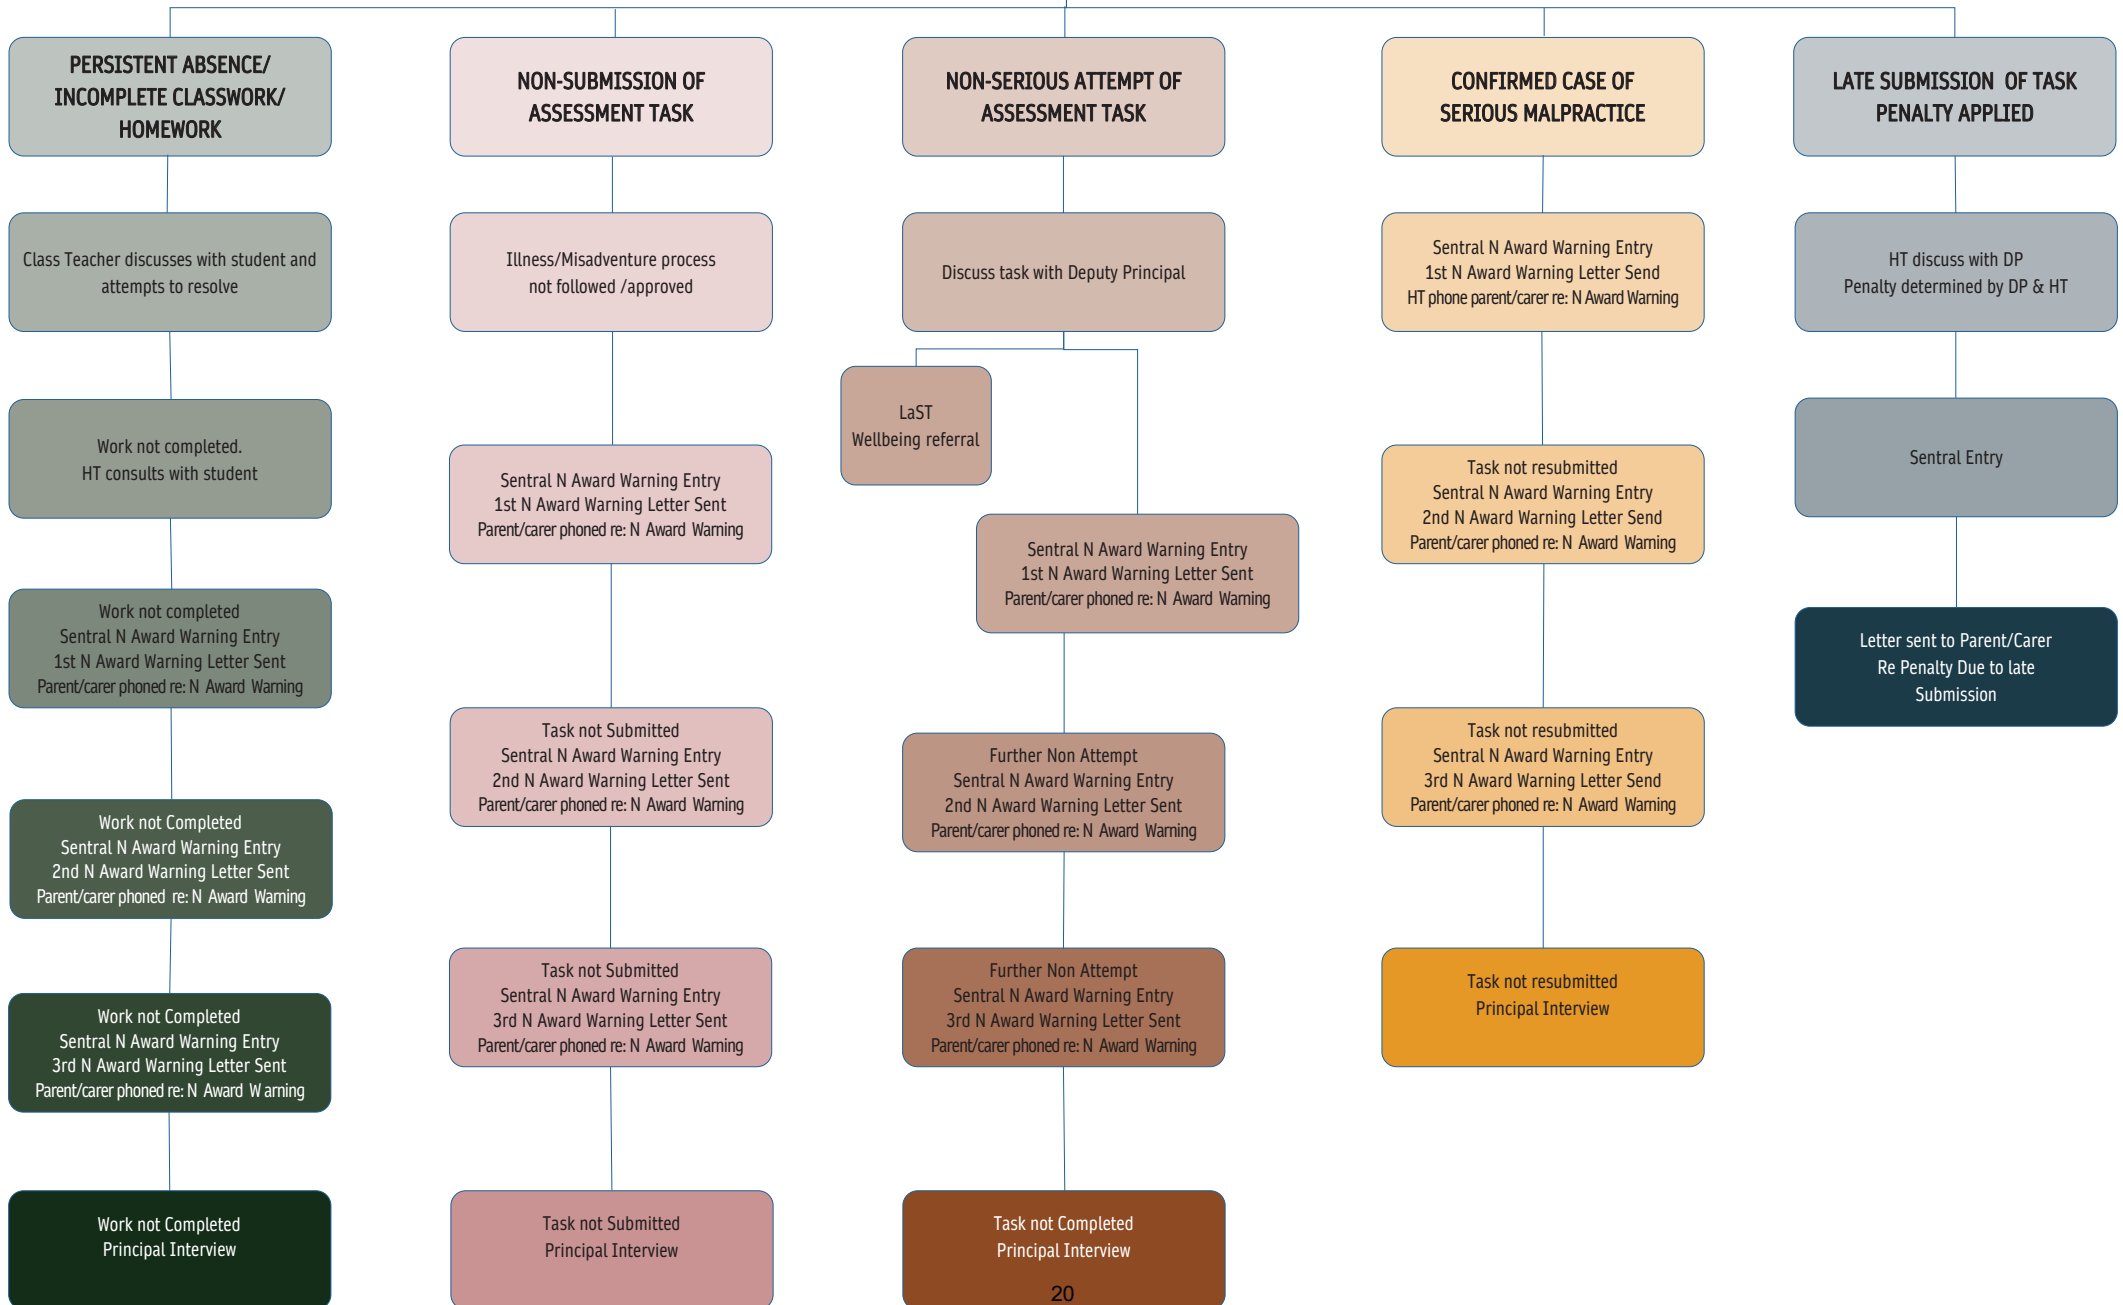 PERSISTENT ABSENCE/
INCOMPLETE CLASSWORK/
HOMEWORK
Class Teacher discusses with student and
attempts to resolve
Work not completed.
HT consults with student
Work not completed
Sentral N Award Warning Entry
1st N Award Warning Letter Sent
Parent/carer phoned re: N Award Warning
Work not Completed
Sentral N Award Warning Entry
2nd N Award Warning Letter Sent
Parent/carer phoned re: N Award Warning
Work not Completed
Sentral N Award Warning Entry
3rd N Award Warning Letter Sent
Parent/carer phoned re: N Award W arning
Work not Completed
Principal Interview
NON-SUBMISSION OF
ASSESSMENT TASK
Illness/Misadventure process
not followed /approved
Sentral N Award Warning Entry
1st N Award Warning Letter Sent
Parent/carer phoned re: N Award Warning
Task not Submitted
Sentral N Award Warning Entry
2nd N Award Warning Letter Sent
Parent/carer phoned re: N Award Warning
Task not Submitted
Sentral N Award Warning Entry
3rd N Award Warning Letter Sent
Parent/carer phoned re: N Award Warning
Task not Submitted
Principal Interview
NON-SERIOUS ATTEMPT OF
ASSESSMENT TASK
Discuss task with Deputy Principal
LaST
Wellbeing referral
Sentral N Award Warning Entry
1st N Award Warning Letter Sent
Parent/carer phoned re: N Award Warning
Further Non Attempt
Sentral N Award Warning Entry
2nd N Award Warning Letter Sent
Parent/carer phoned re: N Award Warning
Further Non Attempt
Sentral N Award Warning Entry
3rd N Award Warning Letter Sent
Parent/carer phoned re: N Award Warning
Task not Completed
Principal Interview
CONFIRMED CASE OF
SERIOUS MALPRACTICE
Sentral N Award Warning Entry
1st N Award Warning Letter Send
HT phone parent/carer re: N Award Warning
Task not resubmitted
Sentral N Award Warning Entry
2nd N Award Warning Letter Send
Parent/carer phoned re: N Award Warning
Task not resubmitted
Sentral N Award Warning Entry
3rd N Award Warning Letter Send
Parent/carer phoned re: N Award Warning
Task not resubmitted
Principal Interview
LATE SUBMISSION OF TASK
PENALTY APPLIED
HT discuss with DP
Penalty determined by DP & HT
Sentral Entry
Letter sent to Parent/Carer
Re Penalty Due to late
Submission
20